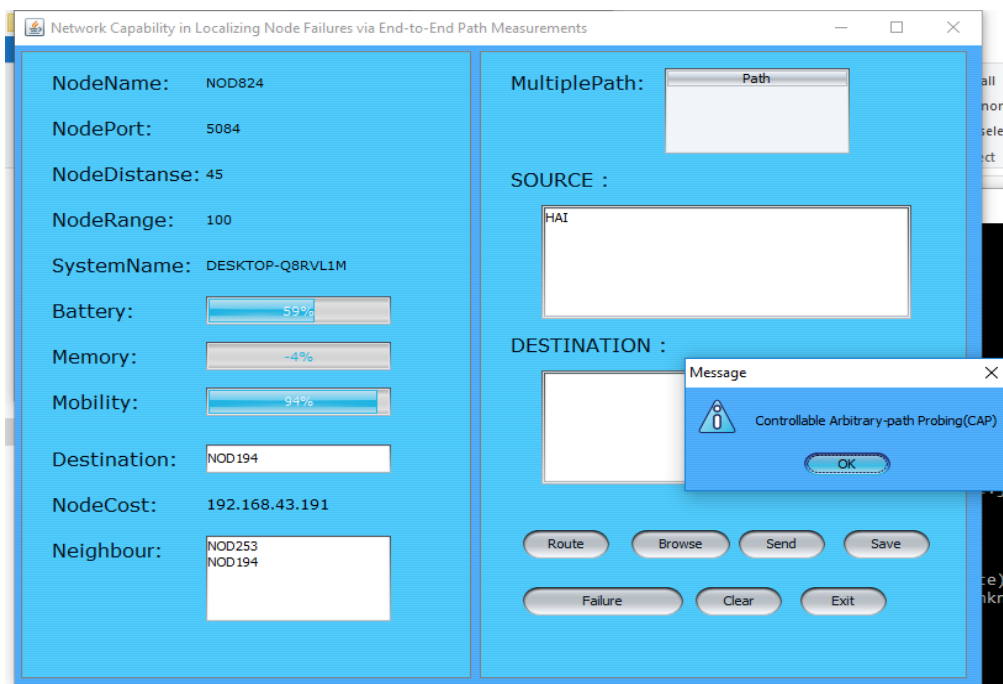 Network Capability in Localizing Node Failures via End-to-End Path Measurements
NodeName: NOD824
NodePort: 5084
NodeDistanse: 45
NodeRange: 100
SystemName: DESKTOP-Q8RVL1M
Battery: 59%
Memory: -4%
Mobility: 94%
Destination: NOD194
NodeCost: 192.168.43.191
Neighbour: NOD253
NOD194
MultiplePath: Path
SOURCE :
HAI
DESTINATION :
Message
Controllable Arbitrary-path Probing(CAP)
OK
Route Browse Send Save
Failure Clear Exit
all
ect